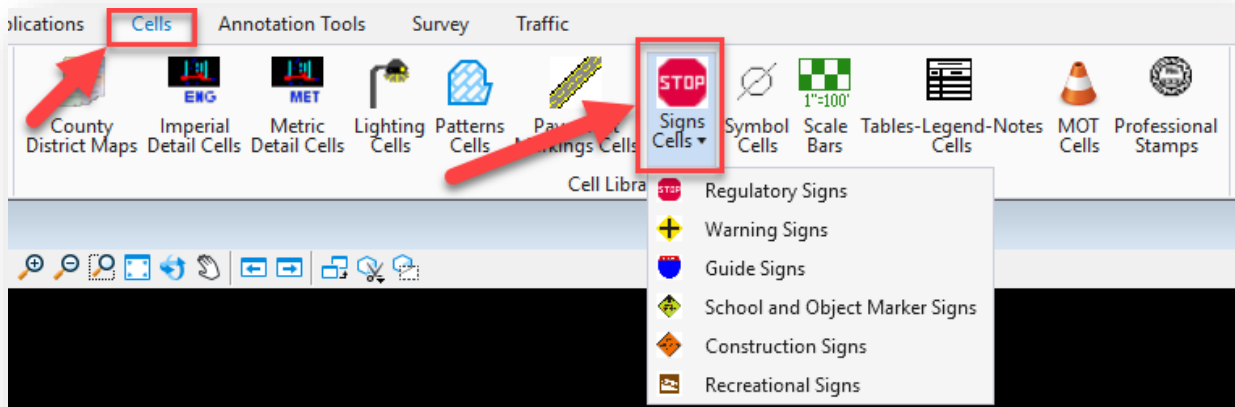 plications Cells Annotation Tools Survey Traffic
ENG MET STOP 1"=100'
County Imperial Metric Lighting Patterns Signs Symbol Scale Tables-Legend-Notes MOT Professional
District Maps Detail Cells Detail Cells Cells Cells Cells Cells Bars Cells Cells Stamps
Cell Libra
STOP Regulatory Signs
Warning Signs
Guide Signs
School and Object Marker Signs
Construction Signs
Recreational Signs